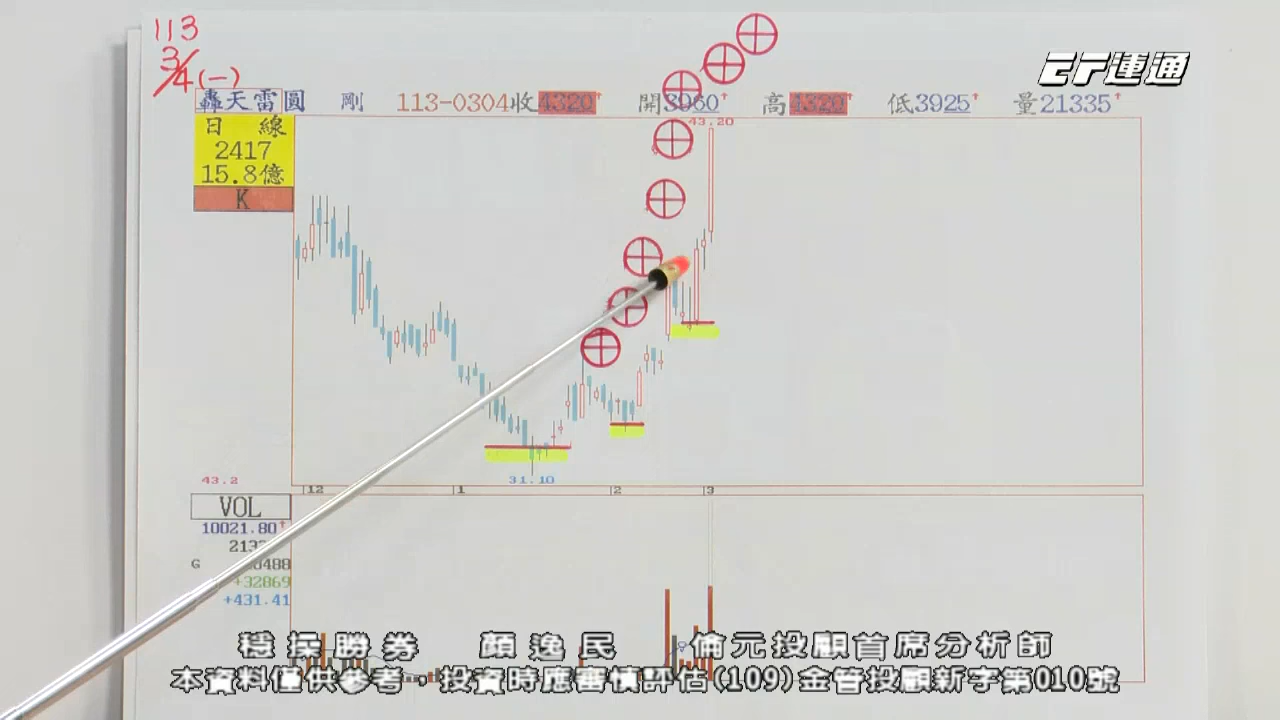 113
3/4(一)
EF運通
轟天雷圓 剛 113-0304收4320↑ 開3960↑ 高4320↑ 低3925↑ 量21335↑
日 線
2417
15.8億
K
43.20
31.10
43.2
12 1 2 3
VOL
10021.80↑
G
+32869
+431.41
穩操勝券 顏逸民 倫元投顧首席分析師
本資料僅供參考，投資時應審慎評估(109)金管投顧新字第010號